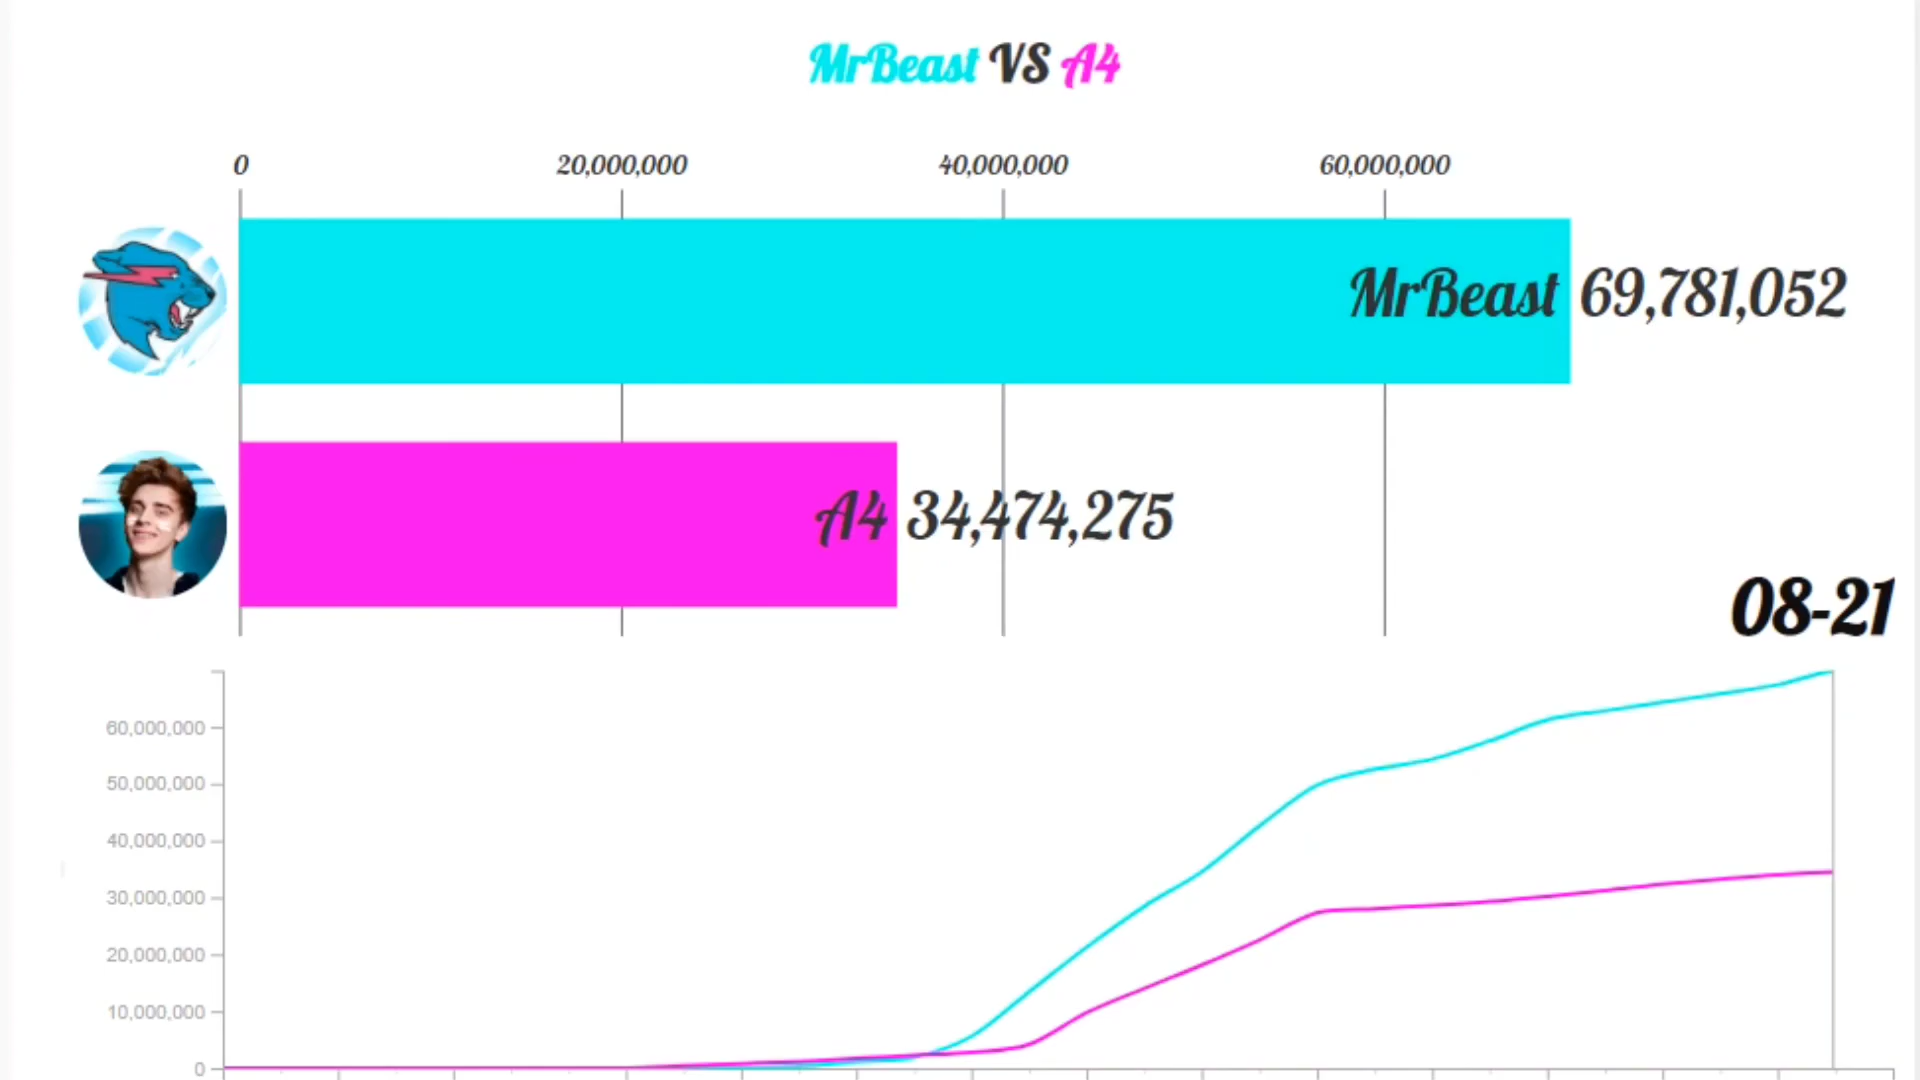 MrBeast VS A4
0 20,000,000 40,000,000 60,000,000
MrBeast 69,781,052
A4 34,474,275
08-21
60,000,000
50,000,000
40,000,000
30,000,000
20,000,000
10,000,000
0